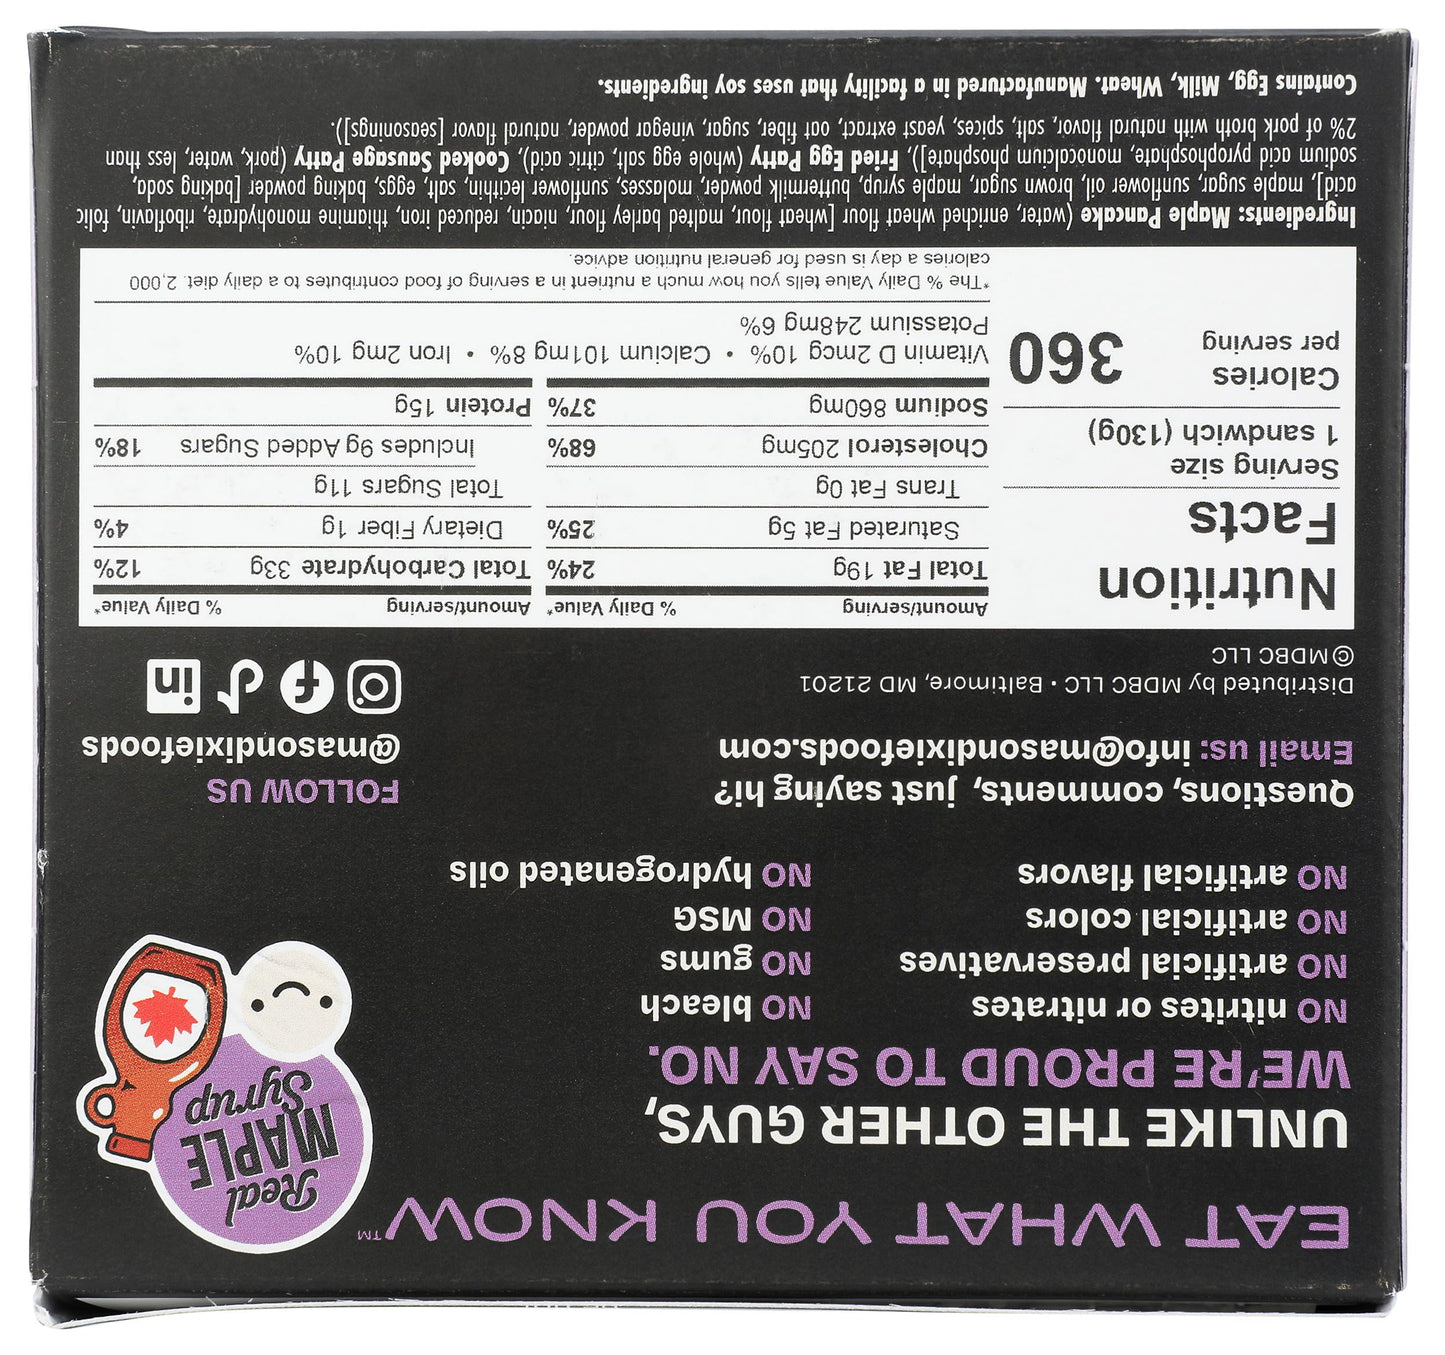 EAT WHAT YOU KNOW™
Real
MAPLE
Syrup
UNLIKE THE OTHER GUYS,
WE'RE PROUD TO SAY NO.
NO nitrites or nitrates
NO artificial preservatives
NO artificial colors
NO artificial flavors
NO bleach
NO gums
NO MSG
NO hydrogenated oils
Questions, comments, just saying hi?
Email us: info@masondixiefoods.com
FOLLOW US
@masondixiefoods
in
Distributed by MDBC LLC • Baltimore, MD 21201
© MDBC LLC
Nutrition
Facts
Serving size
1 sandwich (130g)
Calories
per serving
360
Amount/serving % Daily Value*
Total Fat 19g 24%
Saturated Fat 5g 25%
Trans Fat 0g
Cholesterol 205mg 68%
Sodium 860mg 37%
Amount/serving % Daily Value*
Total Carbohydrate 33g 12%
Dietary Fiber 1g 4%
Total Sugars 11g
Includes 9g Added Sugars 18%
Protein 15g
Vitamin D 2mcg 10% • Calcium 101mg 8% • Iron 2mg 10%
Potassium 248mg 6%
*The % Daily Value tells you how much a nutrient in a serving of food contributes to a daily diet. 2,000
calories a day is used for general nutrition advice.
Ingredients: Maple Pancake (water, enriched wheat flour [wheat flour, malted barley flour, niacin, reduced iron, thiamine monohydrate, riboflavin, folic
acid], maple sugar, sunflower oil, brown sugar, maple syrup, buttermilk powder, molasses, sunflower lecithin, salt, eggs, baking powder [baking soda,
sodium acid pyrophosphate, monocalcium phosphate]), Fried Egg Patty (whole egg salt, citric acid), Cooked Sausage Patty (pork, water, less than
2% of pork broth with natural flavor, salt, spices, yeast extract, oat fiber, sugar, vinegar powder, natural flavor [seasonings]).
Contains Egg, Milk, Wheat. Manufactured in a facility that uses soy ingredients.